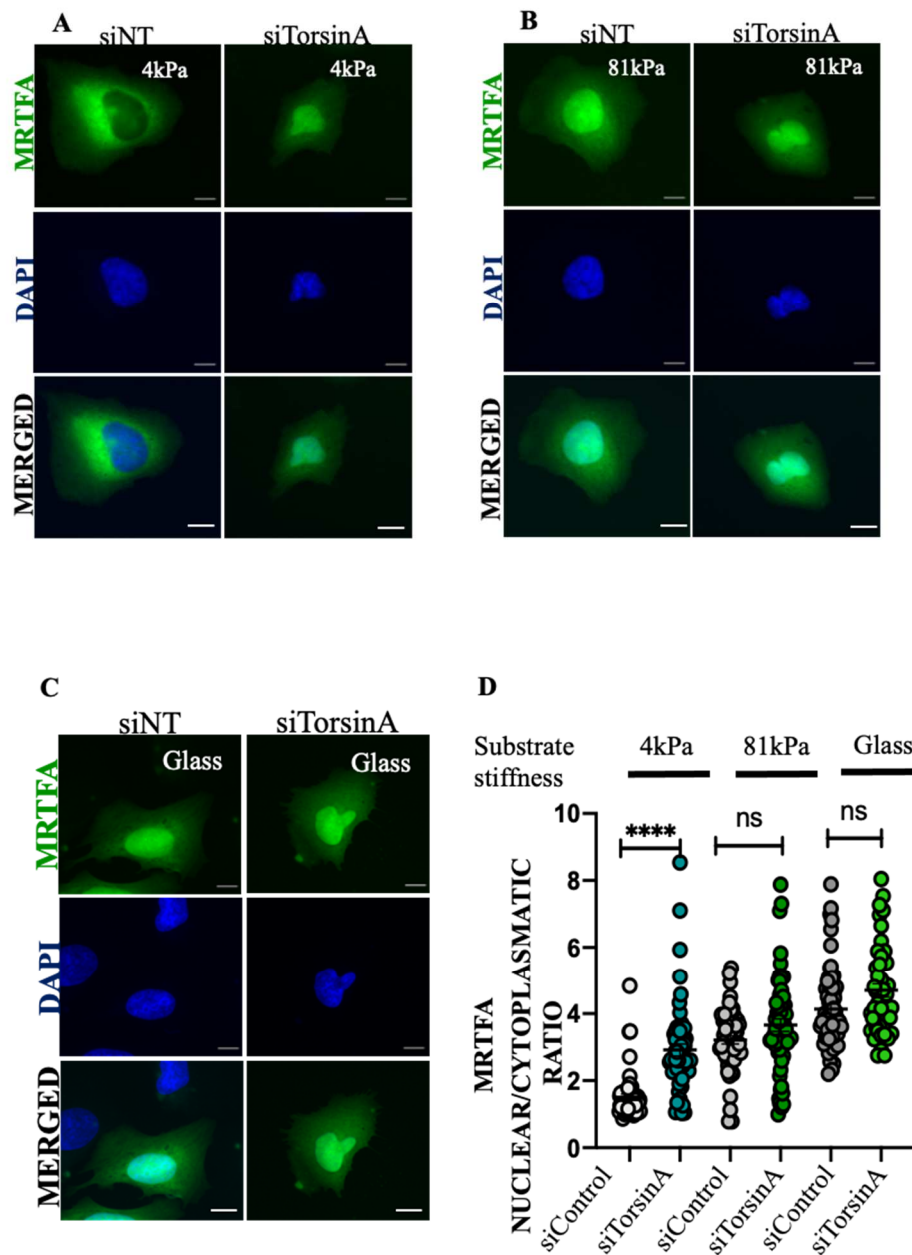 A
siNT
siTorsinA
4kPa
4kPa
MRTFA
DAPI
MERGED
B
siNT
siTorsinA
81kPa
81kPa
MRTFA
DAPI
MERGED
C
siNT
siTorsinA
Glass
Glass
MRTFA
DAPI
MERGED
D
Substrate
stiffness
4kPa
81kPa
Glass
****
ns
ns
10
8
6
4
2
0
MRTFA
NUCLEAR/CYTOPLASMATIC
RATIO
siControl
siTorsinA
siControl
siTorsinA
siControl
siTorsinA